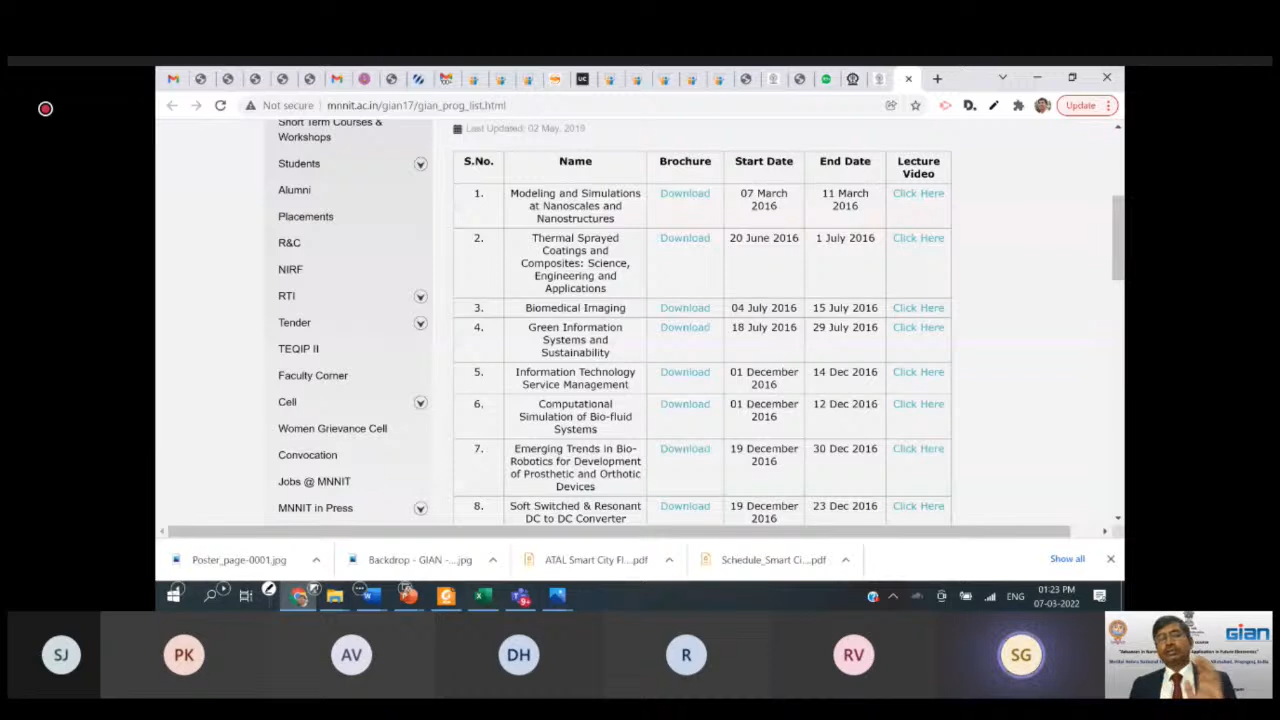 Not secure
mnnit.ac.in/gian17/gian_prog_list.html
Update
Short Term Courses &
Workshops
Students
Alumni
Placements
R&C
NIRF
RTI
Tender
TEQIP II
Faculty Corner
Cell
Women Grievance Cell
Convocation
Jobs @ MNNIT
MNNIT in Press
Last Updated: 02 May, 2019
S.No. Name Brochure Start Date End Date Lecture
Video
1. Modeling and Simulations Download 07 March 11 March Click Here
at Nanoscales and 2016 2016
Nanostructures
2. Thermal Sprayed Download 20 June 2016 1 July 2016 Click Here
Coatings and
Composites: Science,
Engineering and
Applications
3. Biomedical Imaging Download 04 July 2016 15 July 2016 Click Here
4. Green Information Download 18 July 2016 29 July 2016 Click Here
Systems and
Sustainability
5. Information Technology Download 01 December 14 Dec 2016 Click Here
Service Management 2016
6. Computational Download 01 December 12 Dec 2016 Click Here
Simulation of Bio-fluid 2016
Systems
7. Emerging Trends in Bio- Download 19 December 30 Dec 2016 Click Here
Robotics for Development 2016
of Prosthetic and Orthotic
Devices
8. Soft Switched & Resonant Download 19 December 23 Dec 2016 Click Here
DC to DC Converter 2016
Poster_page-0001.jpg
Backdrop - GIAN -....jpg
ATAL Smart City Fl...pdf
Schedule_Smart Ci...pdf
Show all
ENG
01:23 PM
07-03-2022
SJ
PK
AV
DH
R
RV
SG
GIAN